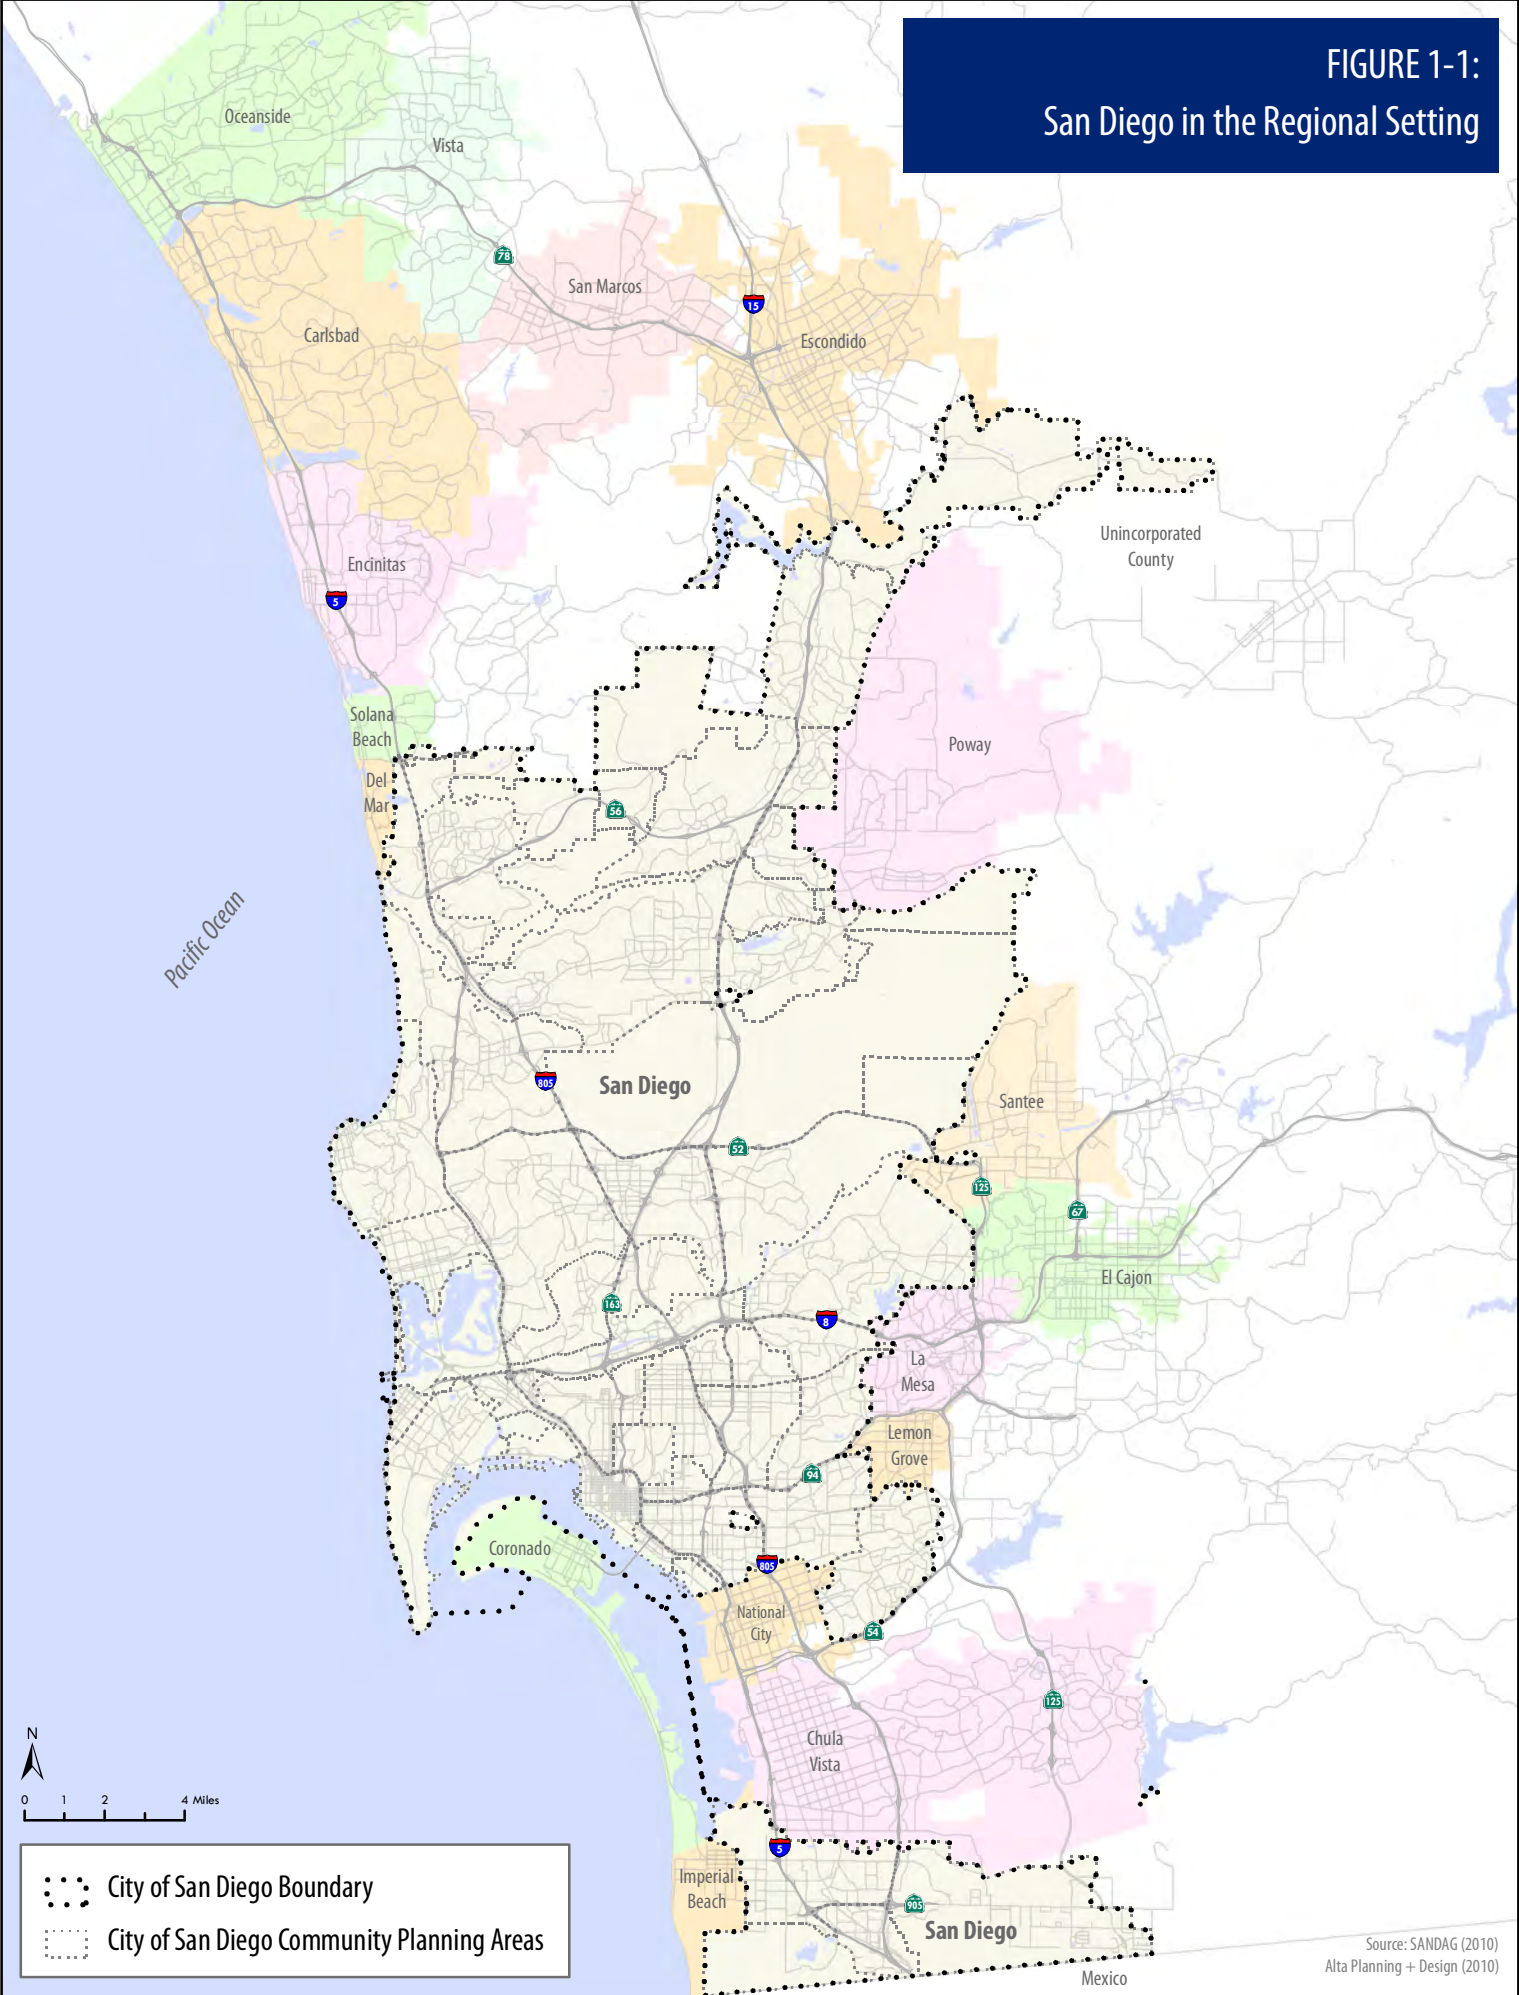 FIGURE 1-1:
San Diego in the Regional Setting
Oceanside
Vista
78
San Marcos
15
Carlsbad
Escondido
Encinitas
5
Unincorporated
County
Solana
Beach
Del
Mar
Poway
56
Pacific Ocean
San Diego
805
Santee
52
125
67
El Cajon
163
8
La
Mesa
Lemon
Grove
94
Coronado
805
National
City
54
125
Chula
Vista
N
0 1 2 4 Miles
5
Imperial
Beach
905
San Diego
Mexico
City of San Diego Boundary
City of San Diego Community Planning Areas
Source: SANDAG (2010)
Alta Planning + Design (2010)